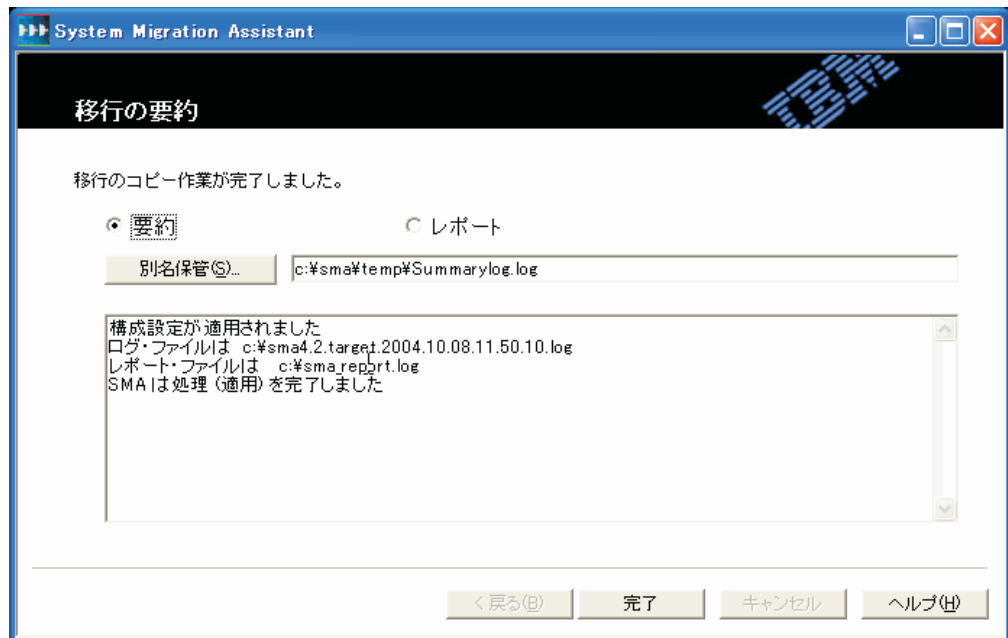 System Migration Assistant
IBM
移行の要約
移行のコピー作業が完了しました。
要約
レポート
別名保管(S)...
c:¥sma¥temp¥Summarylog.log
構成設定が適用されました
ログ・ファイルは c:¥sma4.2.target.2004.10.08.11.50.10.log
レポート・ファイルは c:¥sma_report.log
SMA は処理 (適用) を完了しました
< 戻る(B)
完了
キャンセル
ヘルプ(H)